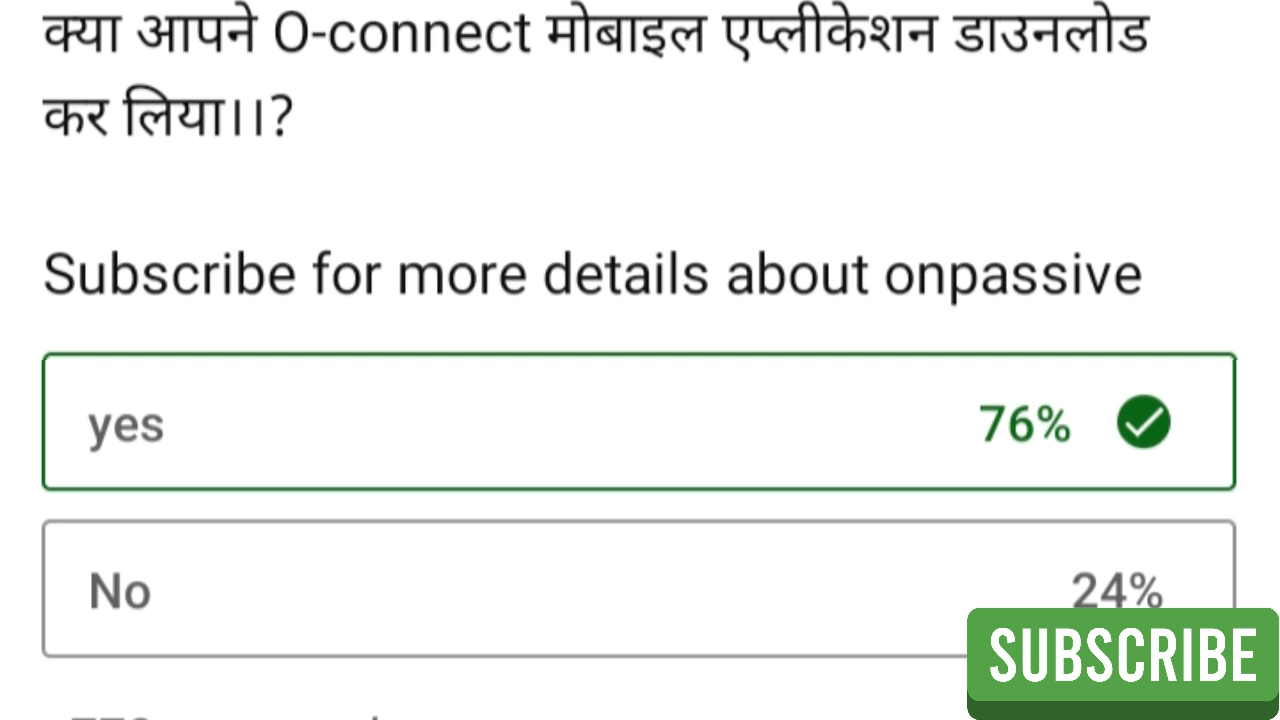 क्या आपने O-connect मोबाइल एप्लीकेशन डाउनलोड
कर लिया।।?
Subscribe for more details about onpassive
yes 76%
No 24%
SUBSCRIBE